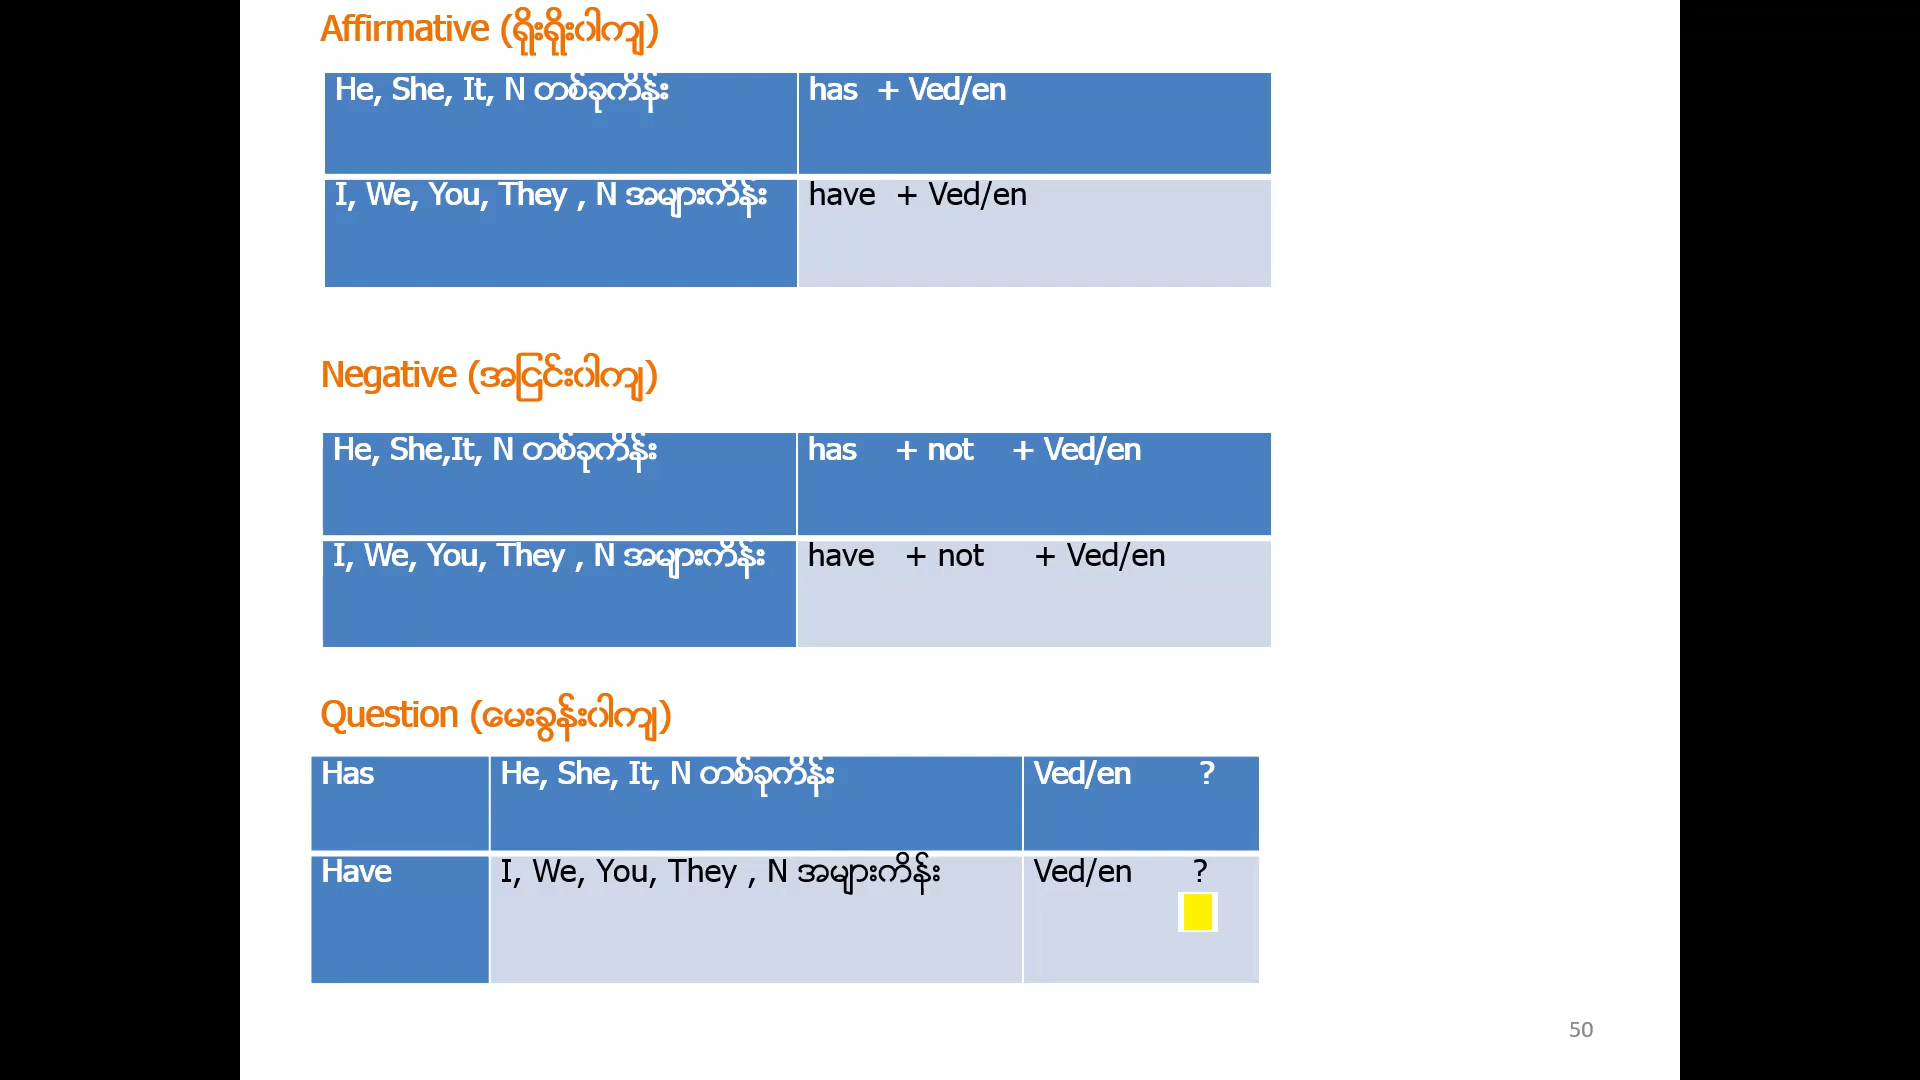 Affirmative (ရိုးရိုးပါကျ)
He, She, It, N တစ်ခုကိန်း has + Ved/en
I, We, You, They , N အများကိန်း have + Ved/en
Negative (အငြင်းပါကျ)
He, She,It, N တစ်ခုကိန်း has + not + Ved/en
I, We, You, They , N အများကိန်း have + not + Ved/en
Question (မေးခွန်းပါကျ)
Has He, She, It, N တစ်ခုကိန်း Ved/en ?
Have I, We, You, They , N အများကိန်း Ved/en ?
50